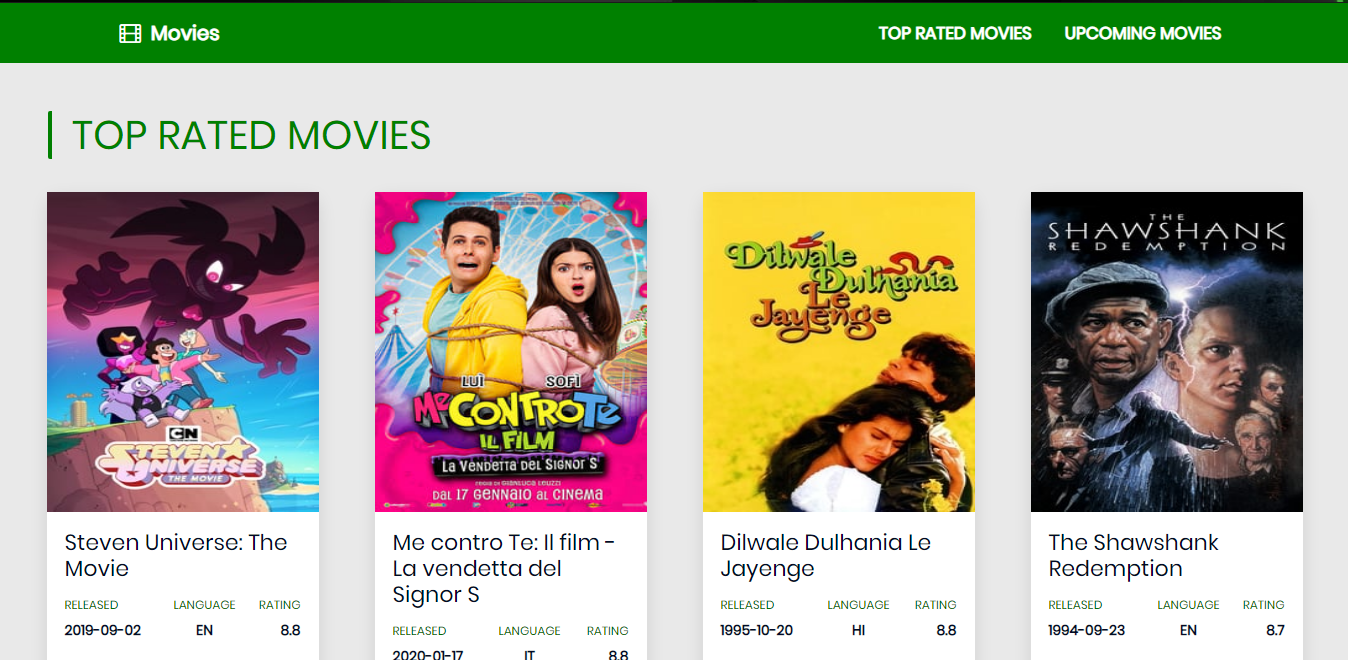 Movies
TOP RATED MOVIES
UPCOMING MOVIES
TOP RATED MOVIES
CN
STEVEN
UNIVERSE
THE MOVIE
LUÌ
SOFÌ
Me CONTRO Te
IL FILM
LA VENDETTA DEL SIGNOR S
REGIA DI GIANLUCA LEUZZI
DAL 17 GENNAIO AL CINEMA
Dilwale
Dulhania
Le
Jayenge
THE
SHAWSHANK
REDEMPTION
Steven Universe: The
Movie
RELEASED LANGUAGE RATING
2019-09-02 EN 8.8
Me contro Te: Il film -
La vendetta del
Signor S
RELEASED LANGUAGE RATING
2020-01-17 IT 8.8
Dilwale Dulhania Le
Jayenge
RELEASED LANGUAGE RATING
1995-10-20 HI 8.8
The Shawshank
Redemption
RELEASED LANGUAGE RATING
1994-09-23 EN 8.7